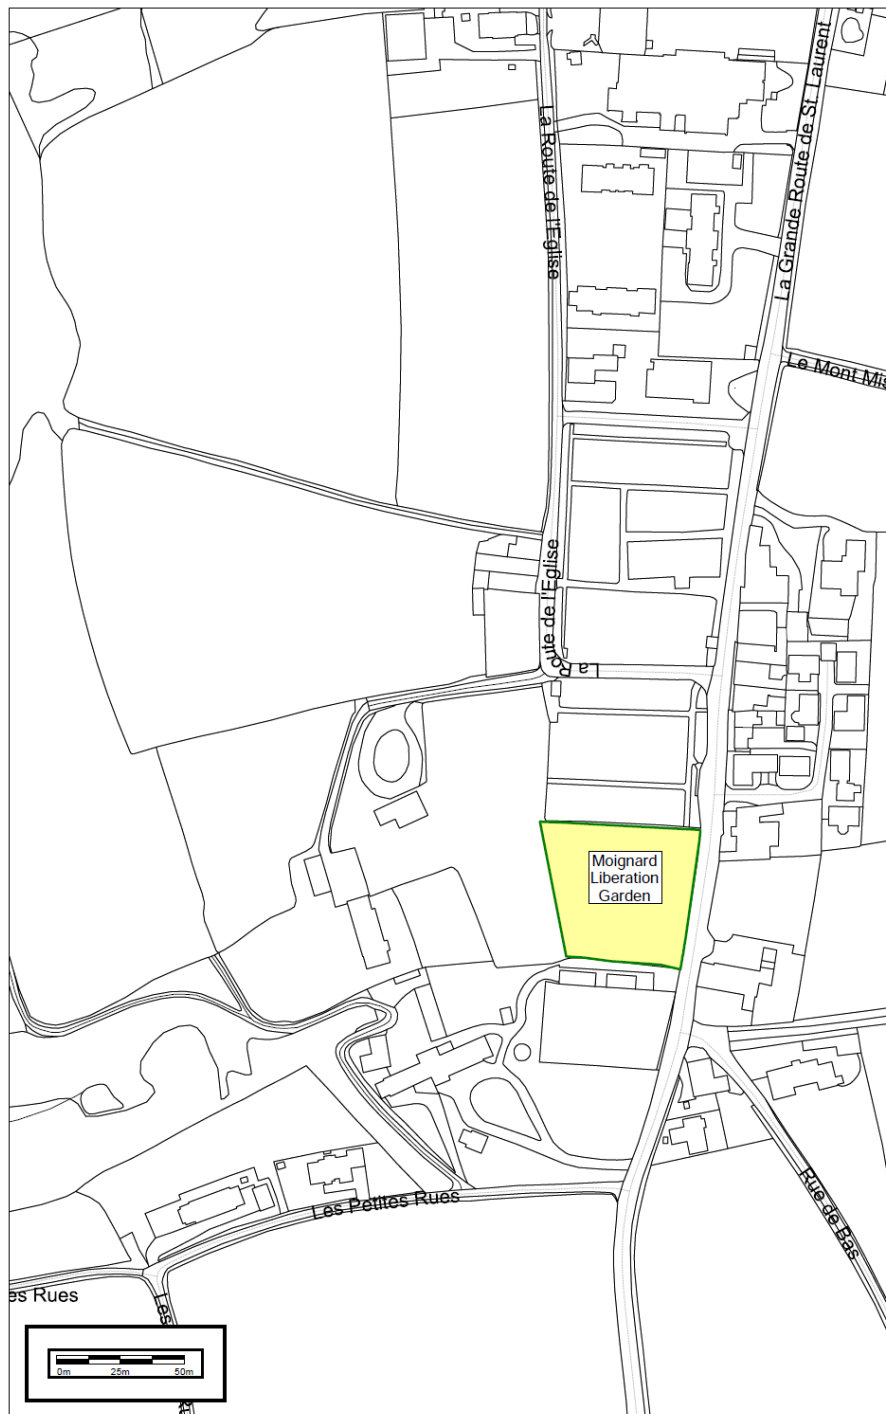 La Route de l'Eglise
La Grande Route de St. Laurent
Le Mont Mis
La Route de l'Eglise
Moignard
Liberation
Garden
Les Petites Rues
Rue de Bas
es Rues
Les
0m 25m 50m